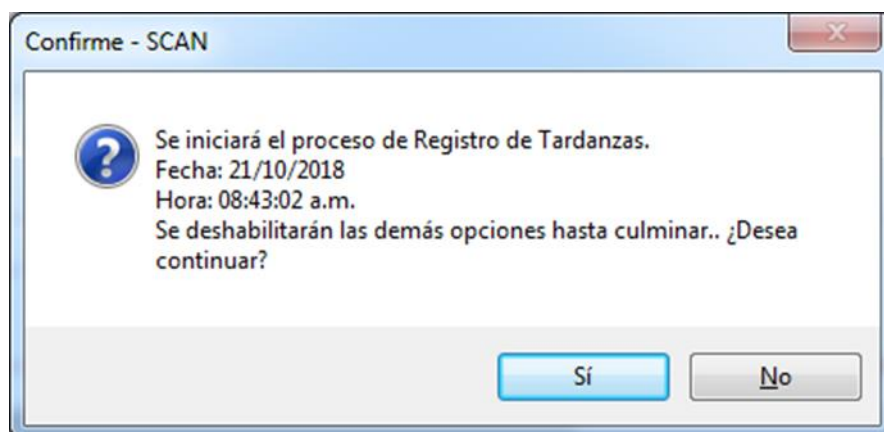 Confirme - SCAN
Se iniciará el proceso de Registro de Tardanzas.
Fecha: 21/10/2018
Hora: 08:43:02 a.m.
Se deshabilitarán las demás opciones hasta culminar.. ¿Desea
continuar?
Sí
No